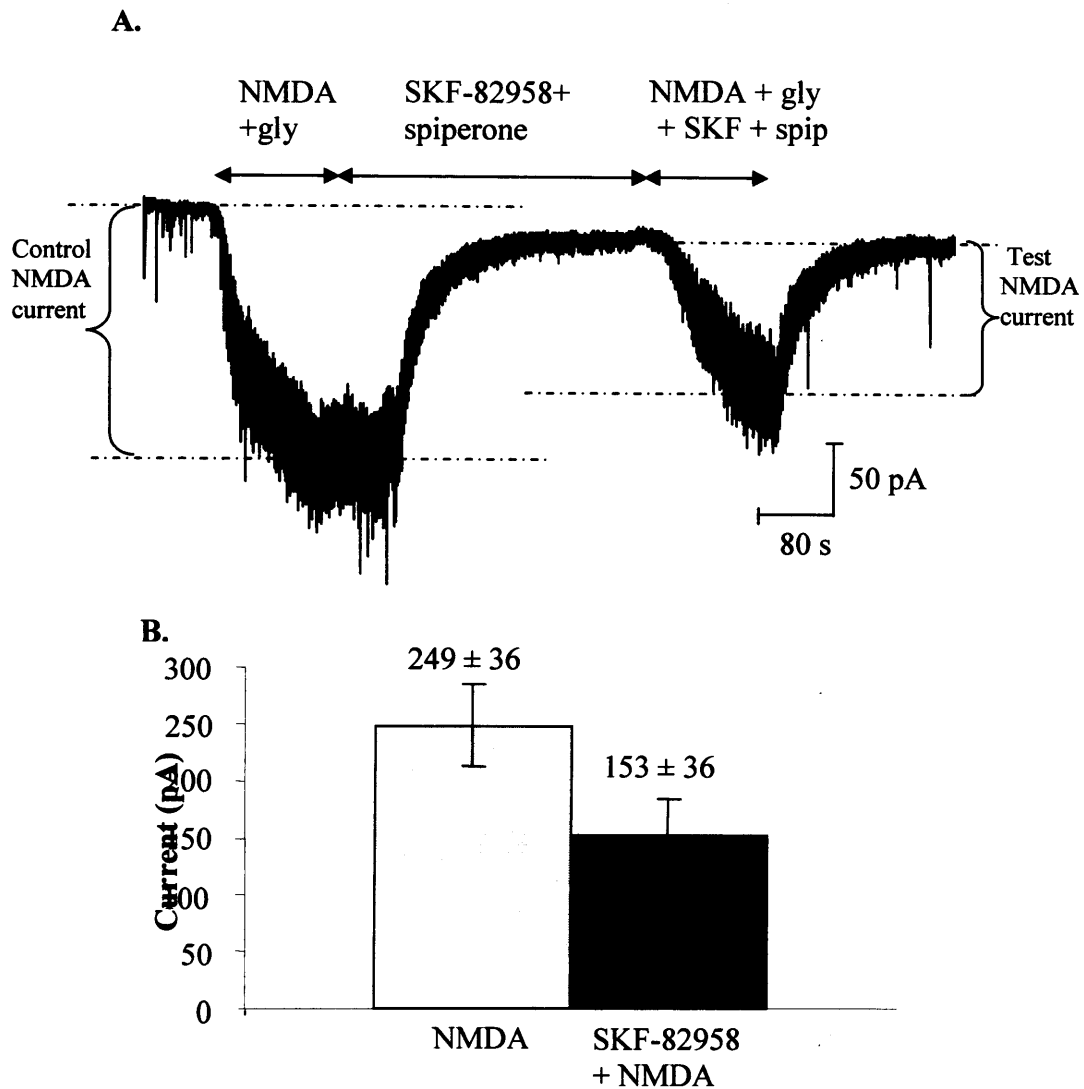 A.
NMDA
+gly
SKF-82958+
spiperone
NMDA + gly
+ SKF + spip
Control
NMDA
current
Test
NMDA
current
50 pA
80 s
B.
249 ± 36
153 ± 36
Current (pA)
300
250
200
150
100
50
0
NMDA
SKF-82958
+ NMDA